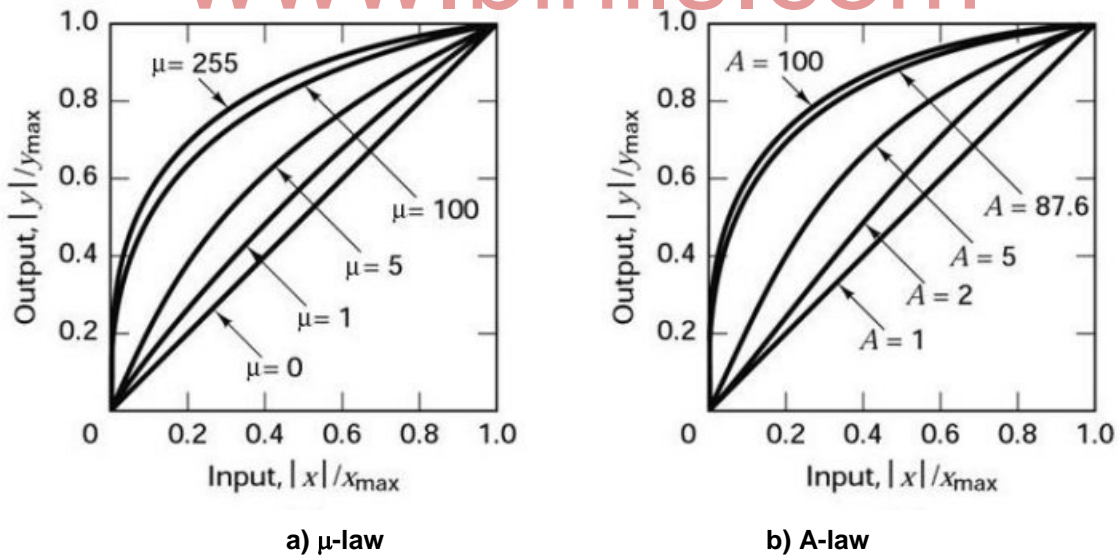 1.0
0.8
0.6
0.4
0.2
0
0.2
0.4
0.6
0.8
1.0
Output, |y|/ymax
Input, |x|/xmax
μ= 255
μ= 100
μ= 5
μ= 1
μ= 0
a) μ-law
1.0
0.8
0.6
0.4
0.2
0
0.2
0.4
0.6
0.8
1.0
Output, |y|/ymax
Input, |x|/xmax
A = 100
A = 87.6
A = 5
A = 2
A = 1
b) A-law